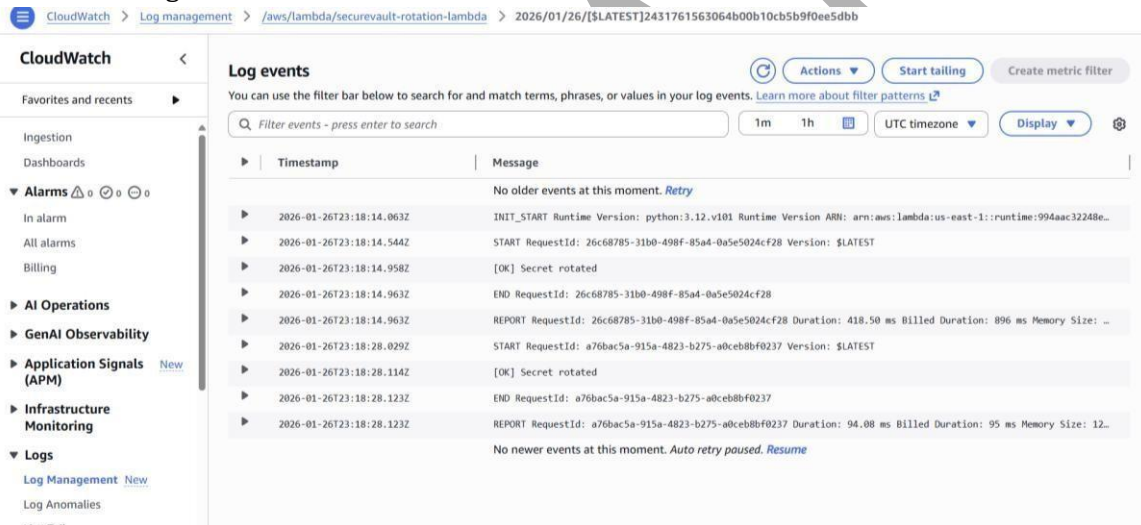 CloudWatch > Log management > /aws/lambda/securevault-rotation-lambda > 2026/01/26/[$LATEST]2431761563064b00b10cb5b9f0ee5dbb
CloudWatch
Favorites and recents
Ingestion
Dashboards
Alarms 0 0 0
In alarm
All alarms
Billing
AI Operations
GenAI Observability
Application Signals (APM) New
Infrastructure Monitoring
Logs
Log Management New
Log Anomalies
Log events
Actions
Start tailing
Create metric filter
You can use the filter bar below to search for and match terms, phrases, or values in your log events. Learn more about filter patterns
Filter events - press enter to search
1m 1h
UTC timezone
Display
Timestamp Message
No older events at this moment. Retry
2026-01-26T23:18:14.063Z INIT_START Runtime Version: python:3.12.v101 Runtime Version ARN: arn:aws:lambda:us-east-1::runtime:994aac32248e…
2026-01-26T23:18:14.544Z START RequestId: 26c68785-31b0-498f-85a4-0a5e5024cf28 Version: $LATEST
2026-01-26T23:18:14.958Z [OK] Secret rotated
2026-01-26T23:18:14.963Z END RequestId: 26c68785-31b0-498f-85a4-0a5e5024cf28
2026-01-26T23:18:14.963Z REPORT RequestId: 26c68785-31b0-498f-85a4-0a5e5024cf28 Duration: 418.50 ms Billed Duration: 896 ms Memory Size: …
2026-01-26T23:18:28.029Z START RequestId: a76bac5a-915a-4823-b275-a0ceb8bf0237 Version: $LATEST
2026-01-26T23:18:28.114Z [OK] Secret rotated
2026-01-26T23:18:28.123Z END RequestId: a76bac5a-915a-4823-b275-a0ceb8bf0237
2026-01-26T23:18:28.123Z REPORT RequestId: a76bac5a-915a-4823-b275-a0ceb8bf0237 Duration: 94.08 ms Billed Duration: 95 ms Memory Size: 12…
No newer events at this moment. Auto retry paused. Resume